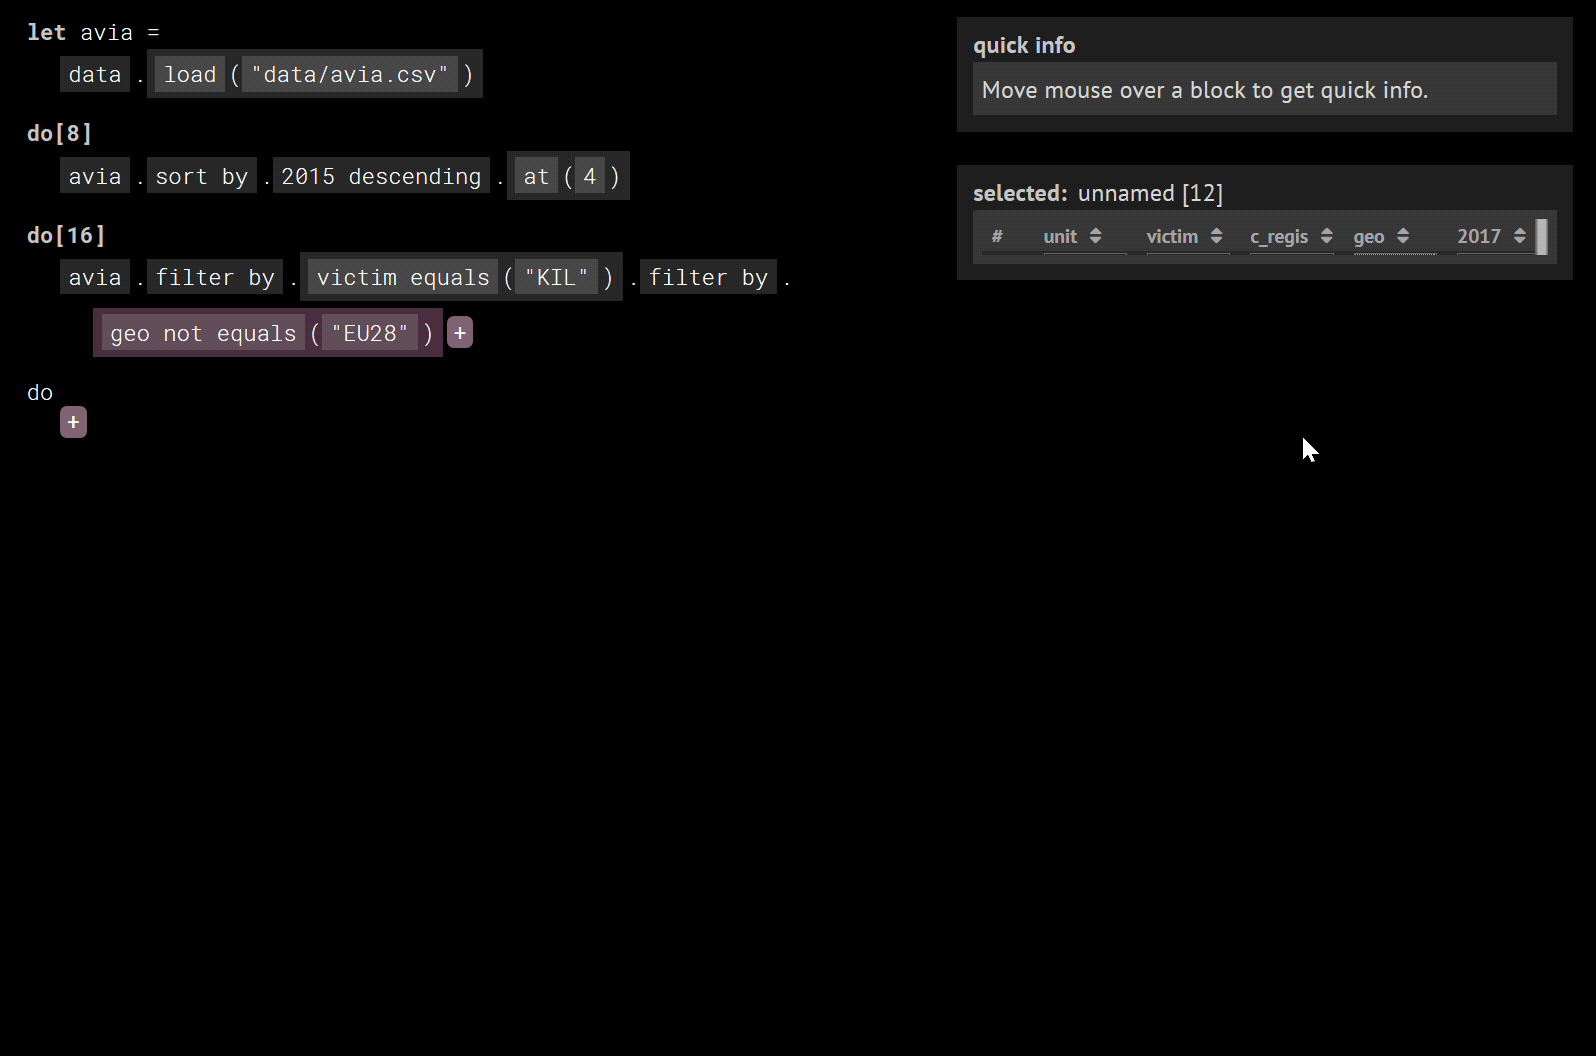 let avia =
data . load ( "data/avia.csv" )
do[8]
avia . sort by . 2015 descending . at ( 4 )
do[16]
avia . filter by . victim equals ( "KIL" ) . filter by .
geo not equals ( "EU28" ) +
do
+
quick info
Move mouse over a block to get quick info.
selected: unnamed [12]
# unit victim c_regis geo 2017